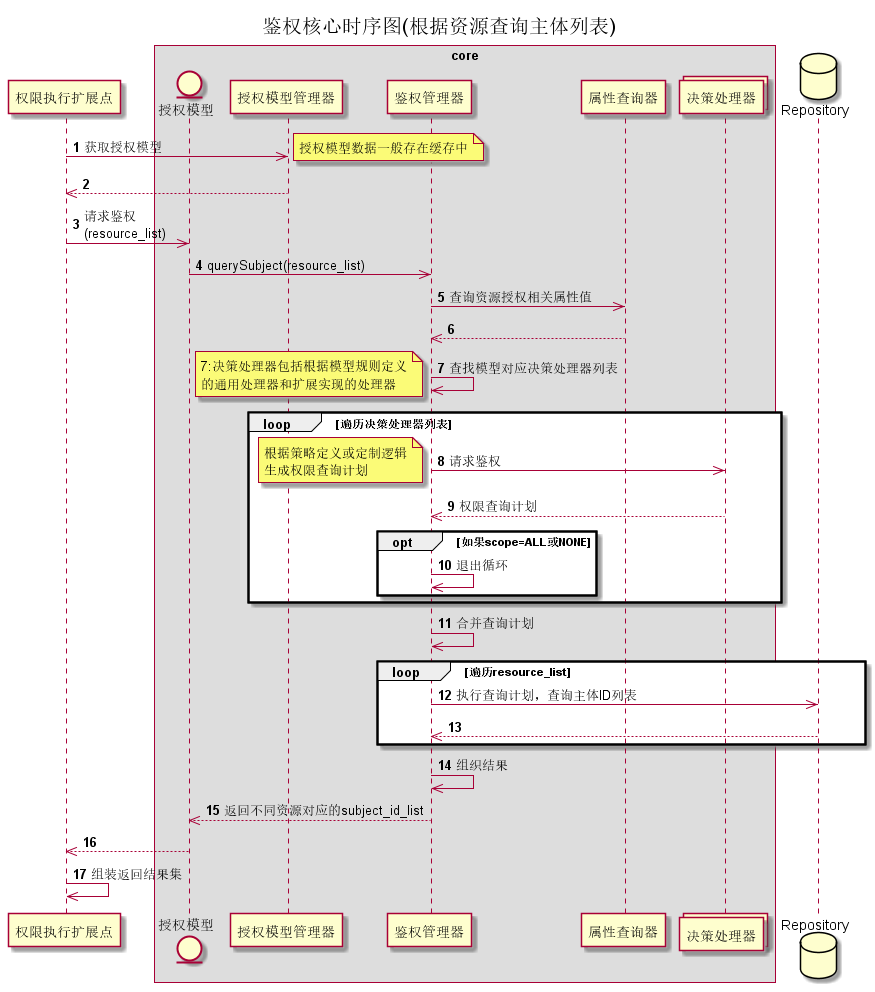 鉴权核心时序图(根据资源查询主体列表)
core
权限执行扩展点
授权模型
授权模型管理器
鉴权管理器
属性查询器
决策处理器
Repository
1 获取授权模型
授权模型数据一般存在缓存中
2
3 请求鉴权
(resource_list)
4 querySubject(resource_list)
5 查询资源授权相关属性值
6
7:决策处理器包括根据模型规则定义
的通用处理器和扩展实现的处理器
7 查找模型对应决策处理器列表
loop [遍历决策处理器列表]
根据策略定义或定制逻辑
生成权限查询计划
8 请求鉴权
9 权限查询计划
opt [如果scope=ALL或NONE]
10 退出循环
11 合并查询计划
loop [遍历resource_list]
12 执行查询计划，查询主体ID列表
13
14 组织结果
15 返回不同资源对应的subject_id_list
16
17 组装返回结果集
权限执行扩展点
授权模型
授权模型管理器
鉴权管理器
属性查询器
决策处理器
Repository